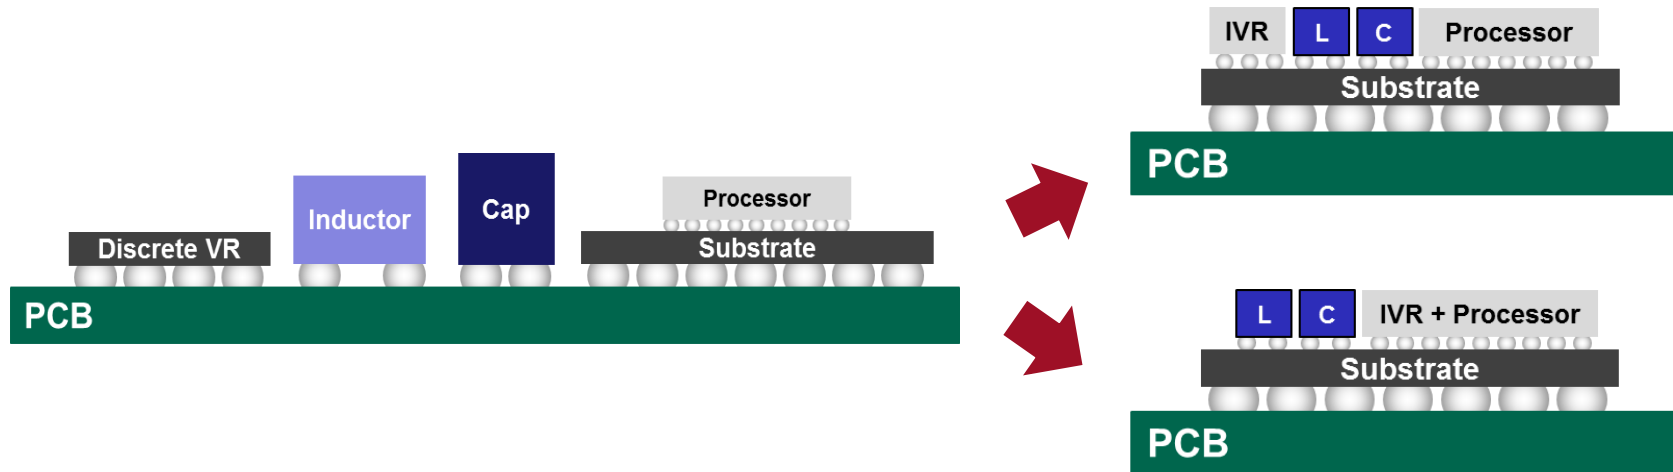 Discrete VR
Inductor
Cap
Processor
Substrate
PCB
IVR L C Processor
Substrate
PCB
L C IVR + Processor
Substrate
PCB